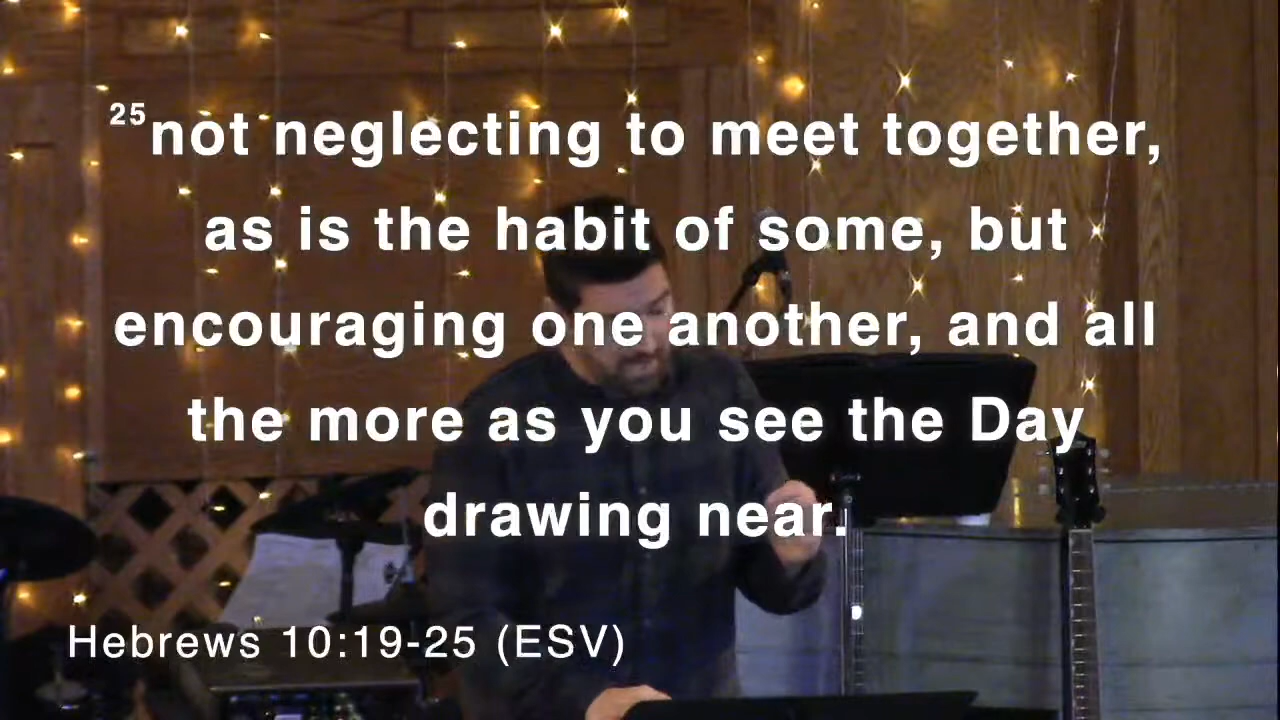 25not neglecting to meet together,
as is the habit of some, but
encouraging one another, and all
the more as you see the Day
drawing near.
Hebrews 10:19-25 (ESV)